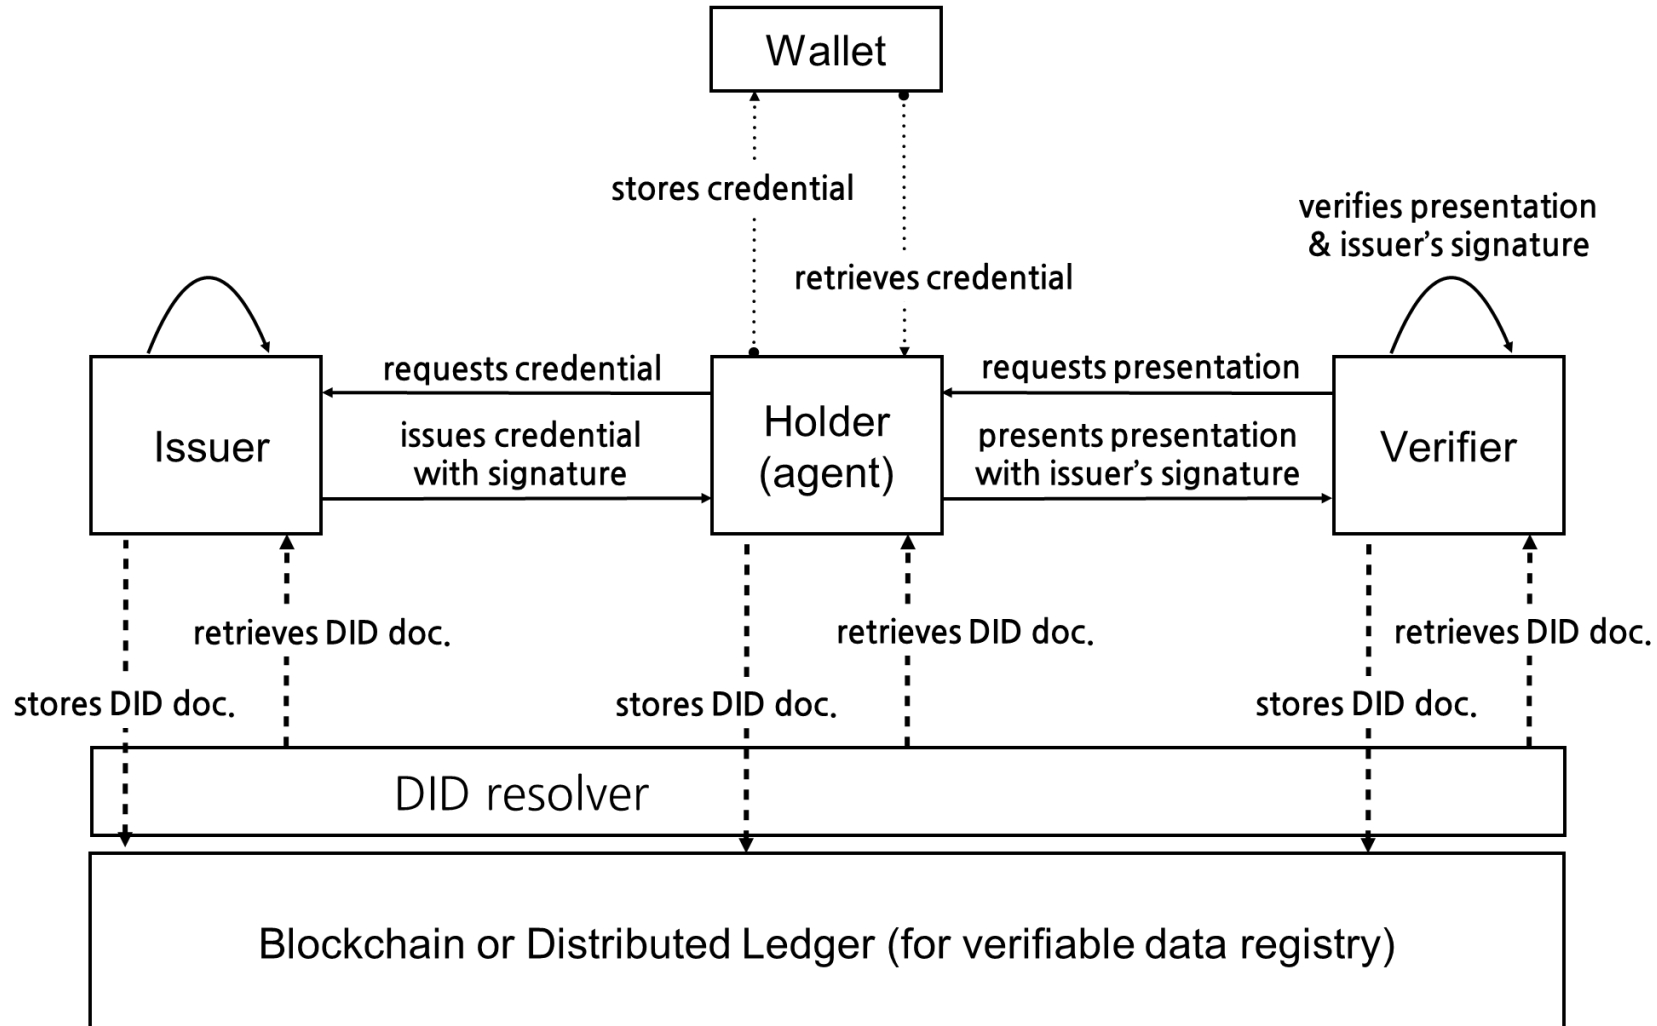 Wallet
stores credential
retrieves credential
verifies presentation
& issuer's signature
requests credential
requests presentation
Issuer
issues credential
with signature
Holder
(agent)
presents presentation
with issuer's signature
Verifier
retrieves DID doc.
retrieves DID doc.
retrieves DID doc.
stores DID doc.
stores DID doc.
stores DID doc.
DID resolver
Blockchain or Distributed Ledger (for verifiable data registry)